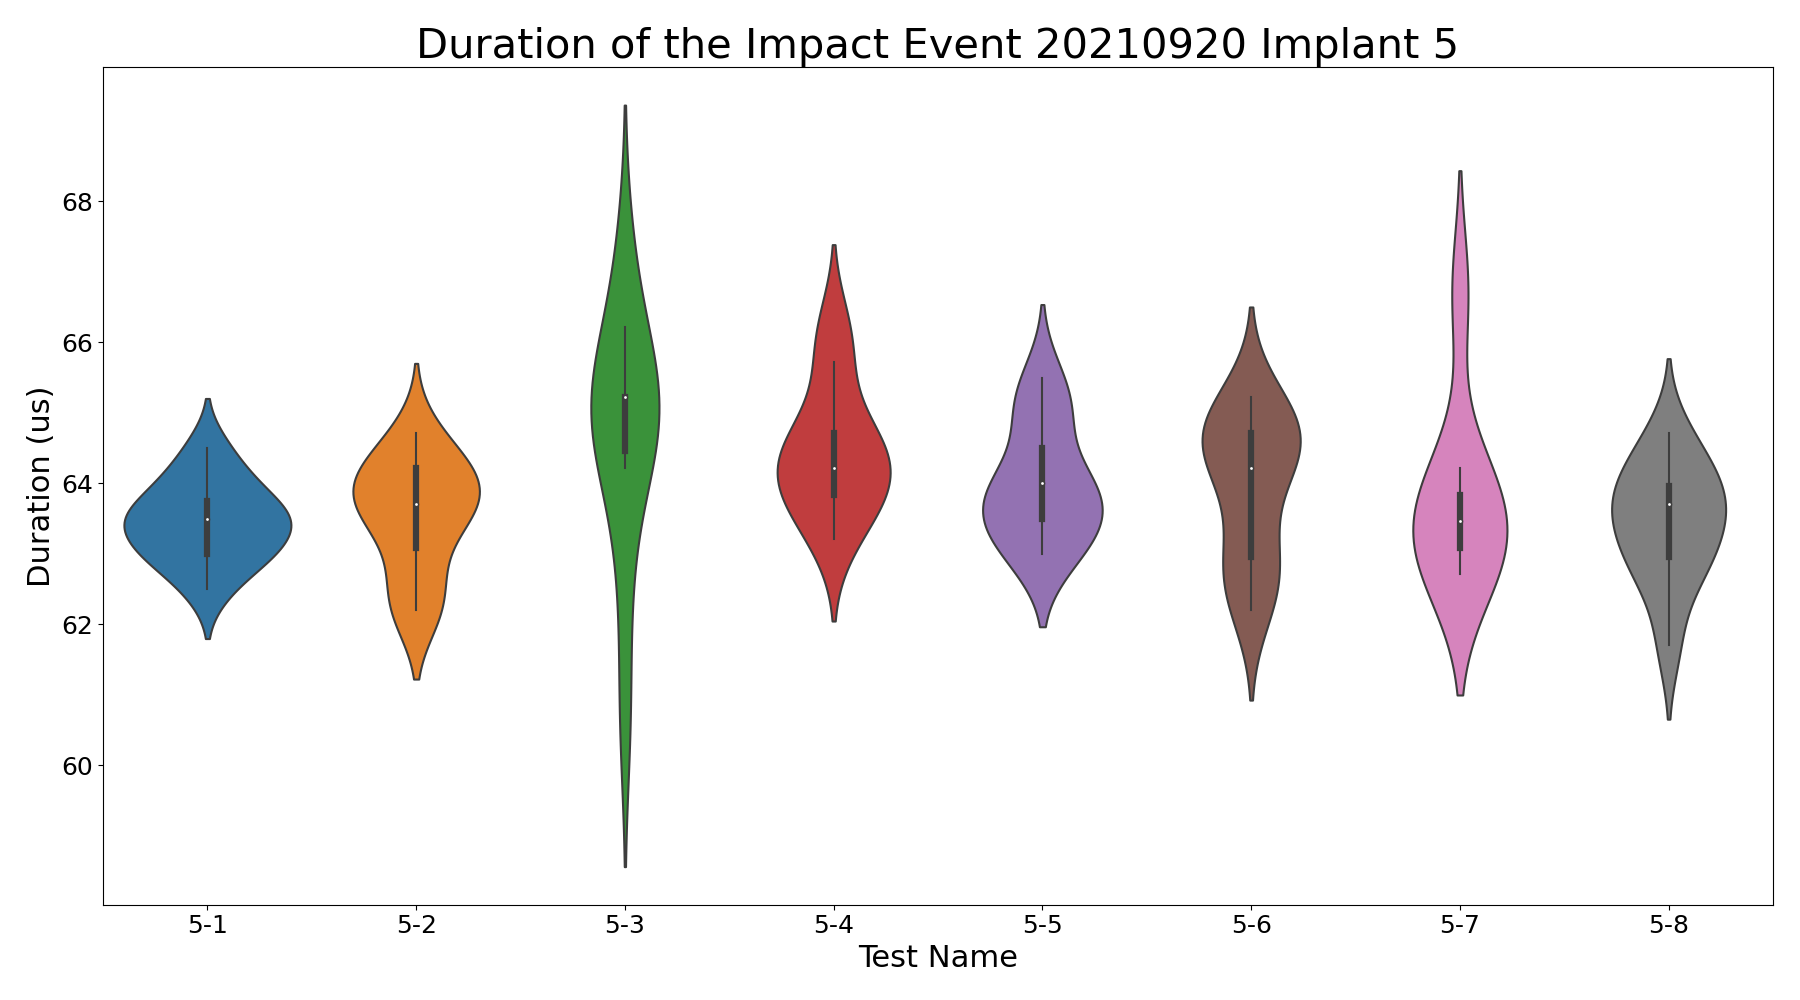 Duration of the Impact Event 20210920 Implant 5
Duration (us)
68
66
64
62
60
5-1 5-2 5-3 5-4 5-5 5-6 5-7 5-8
Test Name